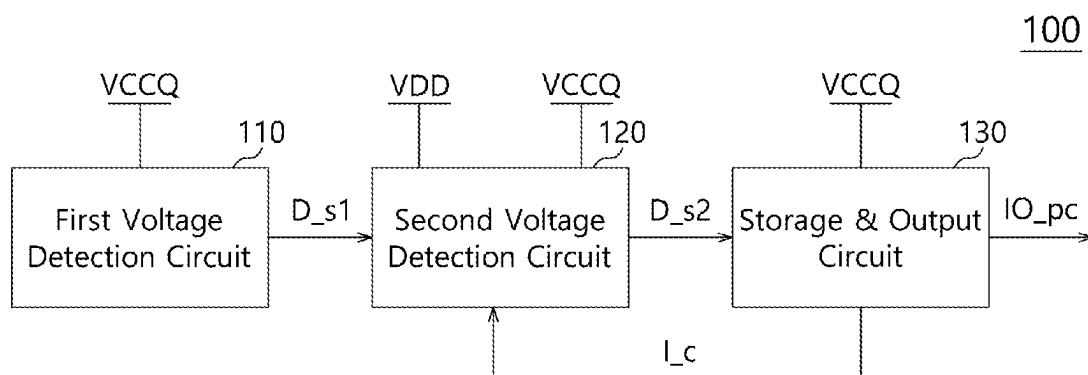 100
VCCQ
VDD
VCCQ
VCCQ
110
120
130
First Voltage
Detection Circuit
D_s1
Second Voltage
Detection Circuit
D_s2
Storage & Output
Circuit
IO_pc
I_c